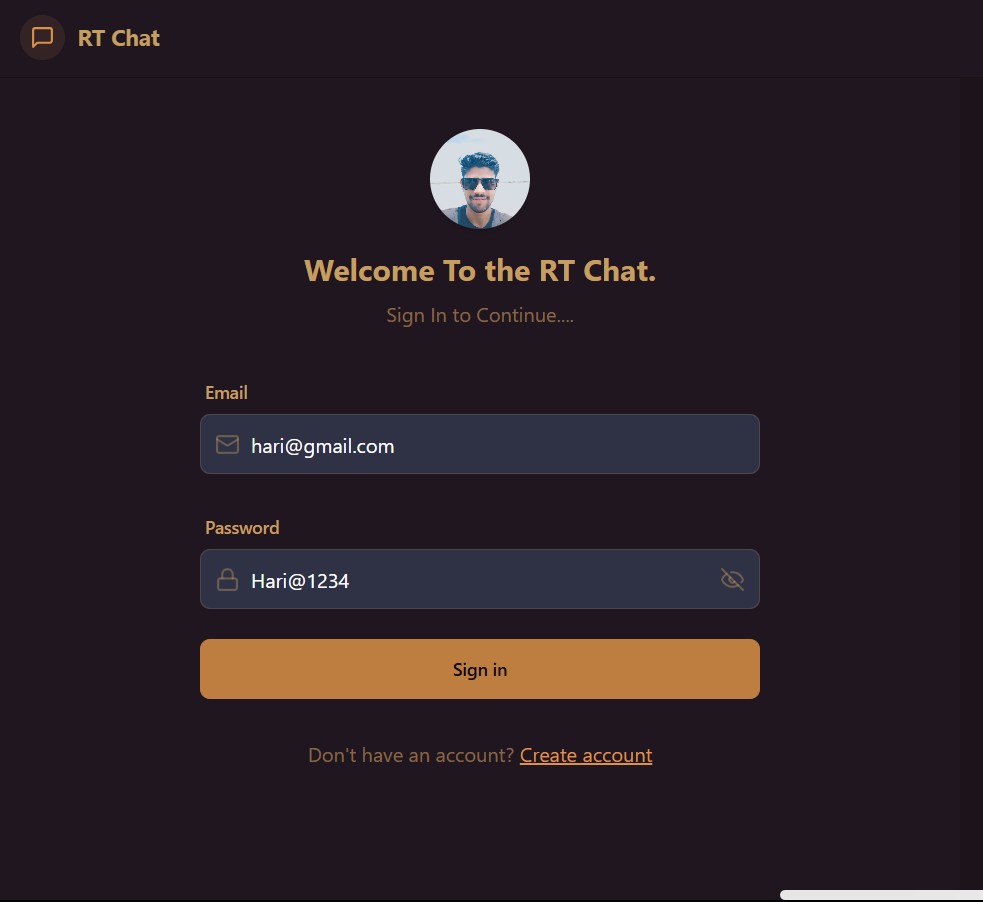 RT Chat
Welcome To the RT Chat.
Sign In to Continue....
Email
hari@gmail.com
Password
Hari@1234
Sign in
Don't have an account? Create account